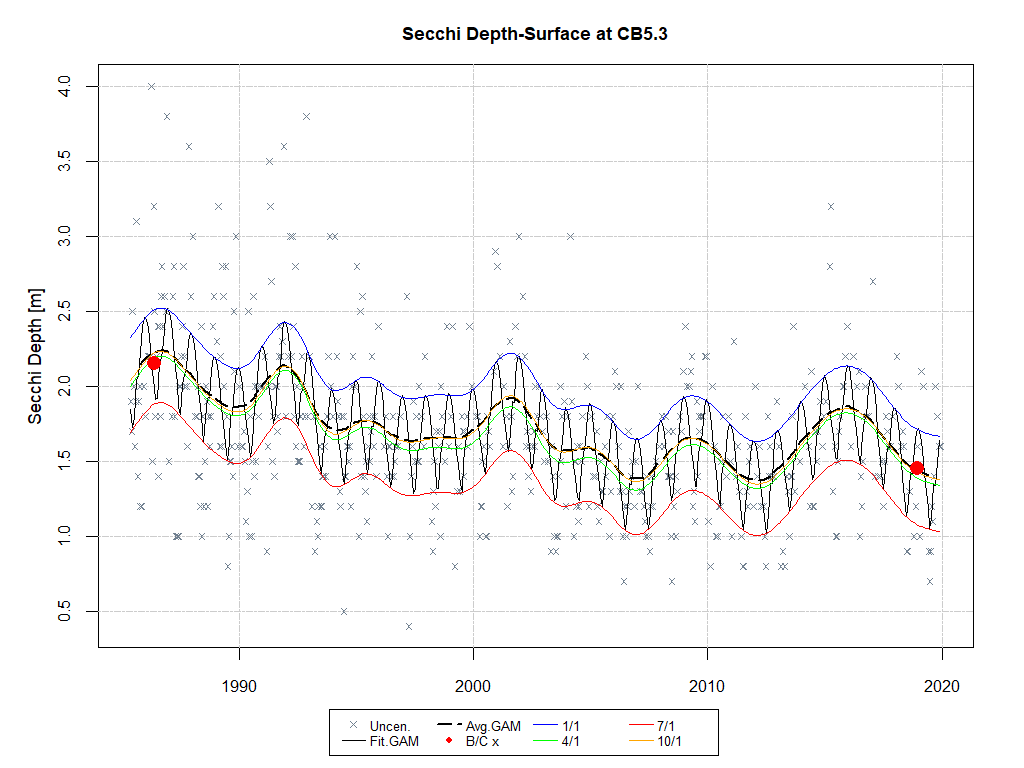 Secchi Depth-Surface at CB5.3
Secchi Depth [m]
4.0
3.5
3.0
2.5
2.0
1.5
1.0
0.5
1990 2000 2010 2020
Uncen. Avg.GAM 1/1 7/1
Fit.GAM B/C x 4/1 10/1